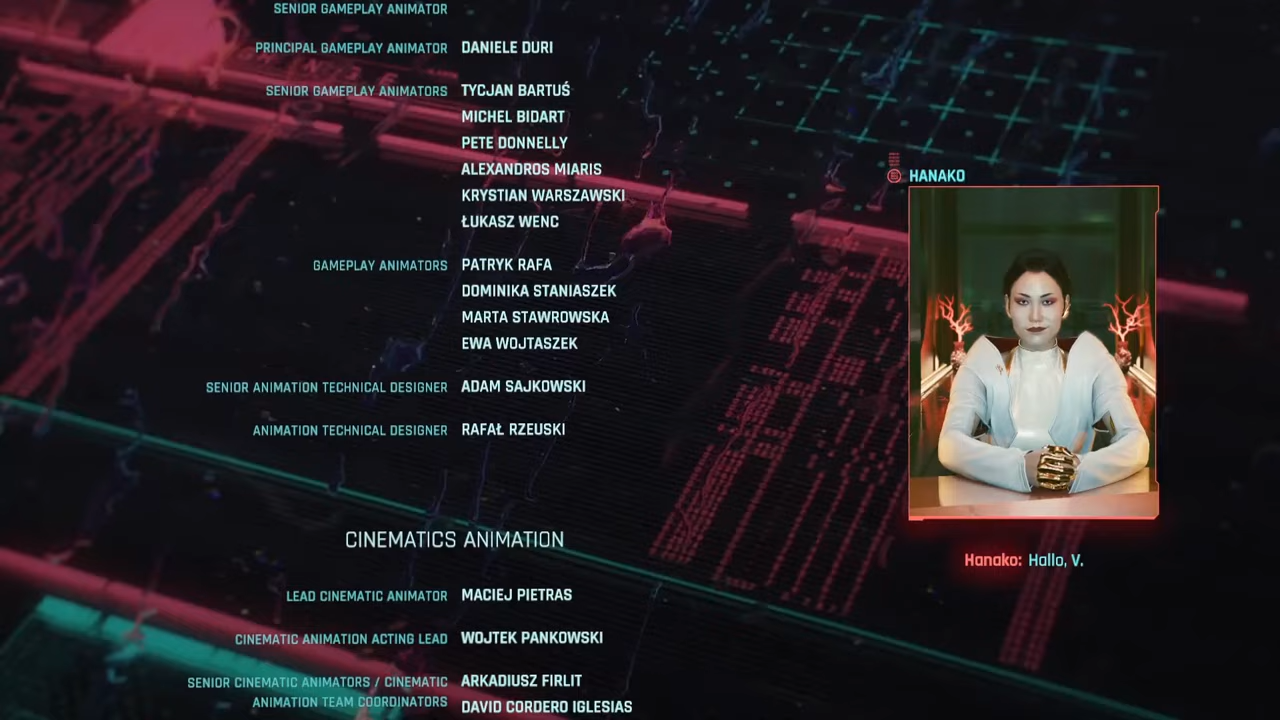 SENIOR GAMEPLAY ANIMATOR
PRINCIPAL GAMEPLAY ANIMATOR DANIELE DURI
SENIOR GAMEPLAY ANIMATORS TYCJAN BARTUŚ
MICHEL BIDART
PETE DONNELLY
ALEXANDROS MIARIS
KRYSTIAN WARSZAWSKI
ŁUKASZ WENC
GAMEPLAY ANIMATORS PATRYK RAFA
DOMINIKA STANIASZEK
MARTA STAWROWSKA
EWA WOJTASZEK
SENIOR ANIMATION TECHNICAL DESIGNER ADAM SAJKOWSKI
ANIMATION TECHNICAL DESIGNER RAFAŁ RZEUSKI
CINEMATICS ANIMATION
LEAD CINEMATIC ANIMATOR MACIEJ PIETRAS
CINEMATIC ANIMATION ACTING LEAD WOJTEK PANKOWSKI
SENIOR CINEMATIC ANIMATORS / CINEMATIC ARKADIUSZ FIRLIT
ANIMATION TEAM COORDINATORS DAVID CORDERO IGLESIAS
HANAKO
Hanako: Hallo, V.